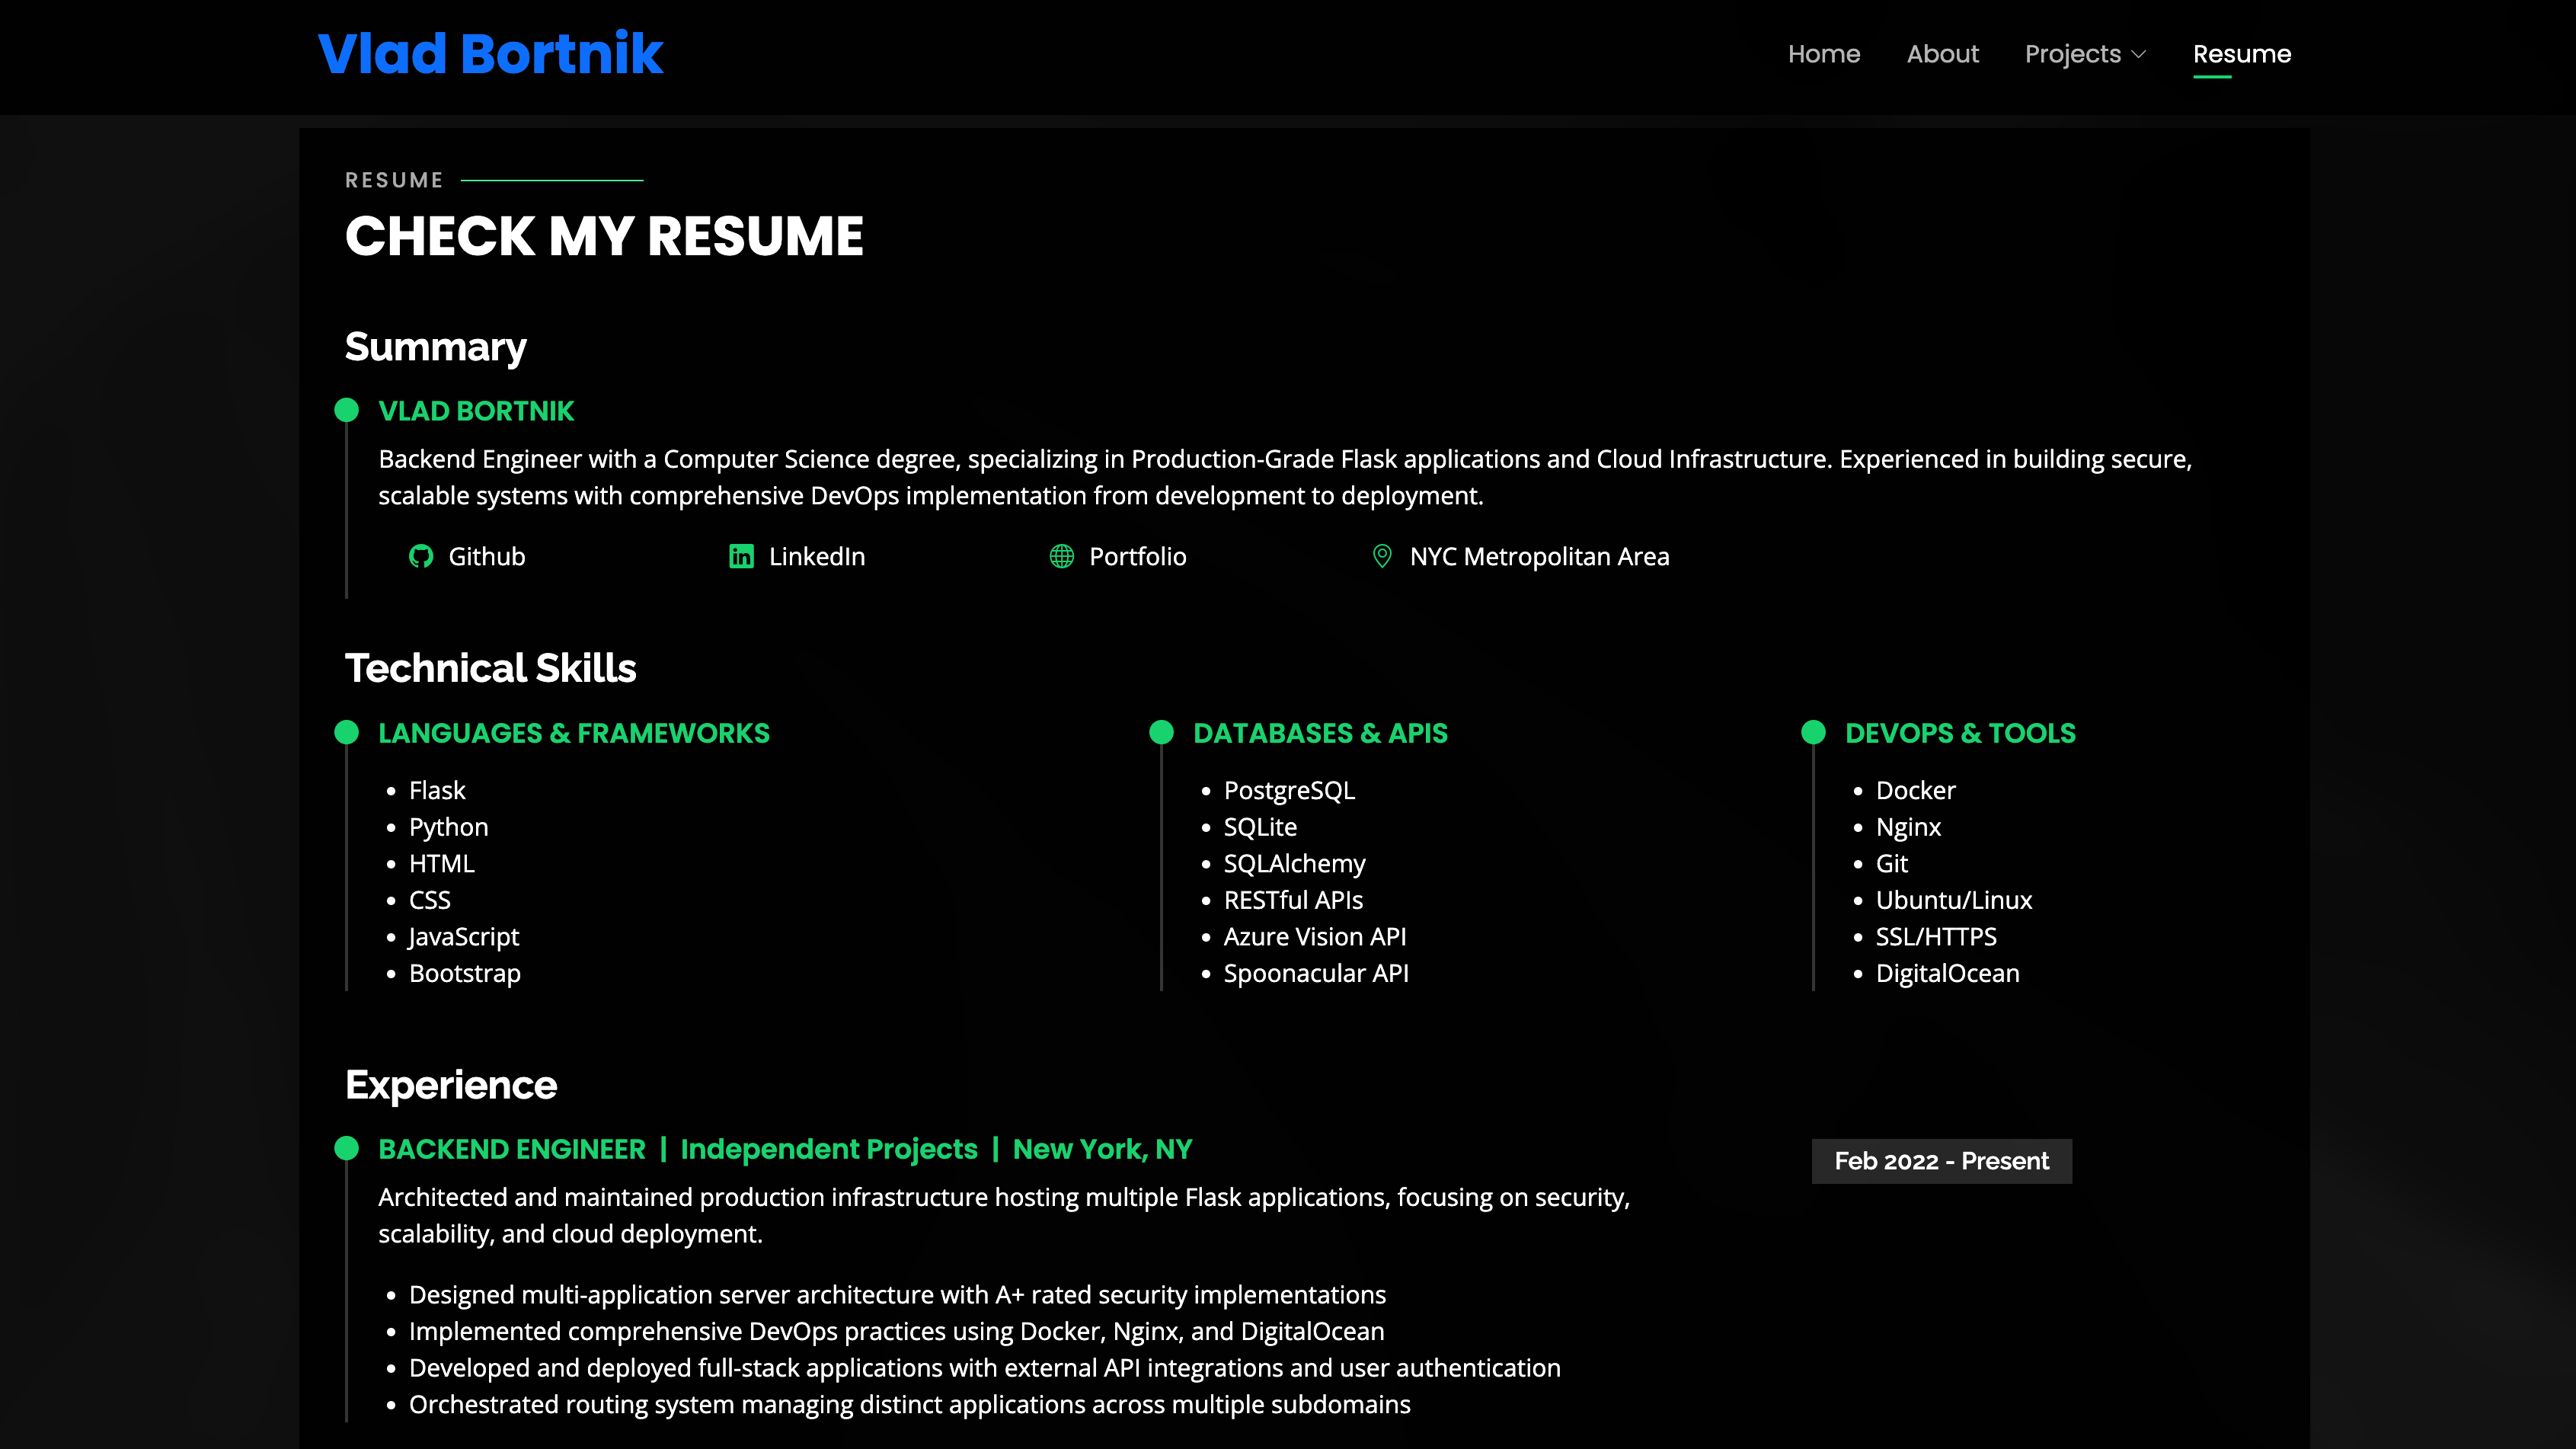 Vlad Bortnik
Home About Projects Resume
RESUME
CHECK MY RESUME
Summary
VLAD BORTNIK
Backend Engineer with a Computer Science degree, specializing in Production-Grade Flask applications and Cloud Infrastructure. Experienced in building secure,
scalable systems with comprehensive DevOps implementation from development to deployment.
Github LinkedIn Portfolio NYC Metropolitan Area
Technical Skills
LANGUAGES & FRAMEWORKS
• Flask
• Python
• HTML
• CSS
• JavaScript
• Bootstrap
DATABASES & APIS
• PostgreSQL
• SQLite
• SQLAlchemy
• RESTful APIs
• Azure Vision API
• Spoonacular API
DEVOPS & TOOLS
• Docker
• Nginx
• Git
• Ubuntu/Linux
• SSL/HTTPS
• DigitalOcean
Experience
BACKEND ENGINEER | Independent Projects | New York, NY
Feb 2022 - Present
Architected and maintained production infrastructure hosting multiple Flask applications, focusing on security,
scalability, and cloud deployment.
• Designed multi-application server architecture with A+ rated security implementations
• Implemented comprehensive DevOps practices using Docker, Nginx, and DigitalOcean
• Developed and deployed full-stack applications with external API integrations and user authentication
• Orchestrated routing system managing distinct applications across multiple subdomains